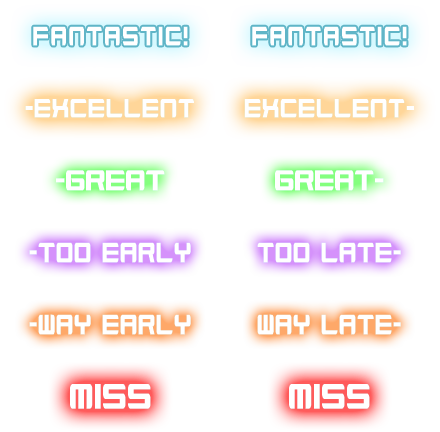 FANTASTIC! FANTASTIC!
-EXCELLENT EXCELLENT-
-GREAT GREAT-
-TOO EARLY TOO LATE-
-WAY EARLY WAY LATE-
MISS MISS